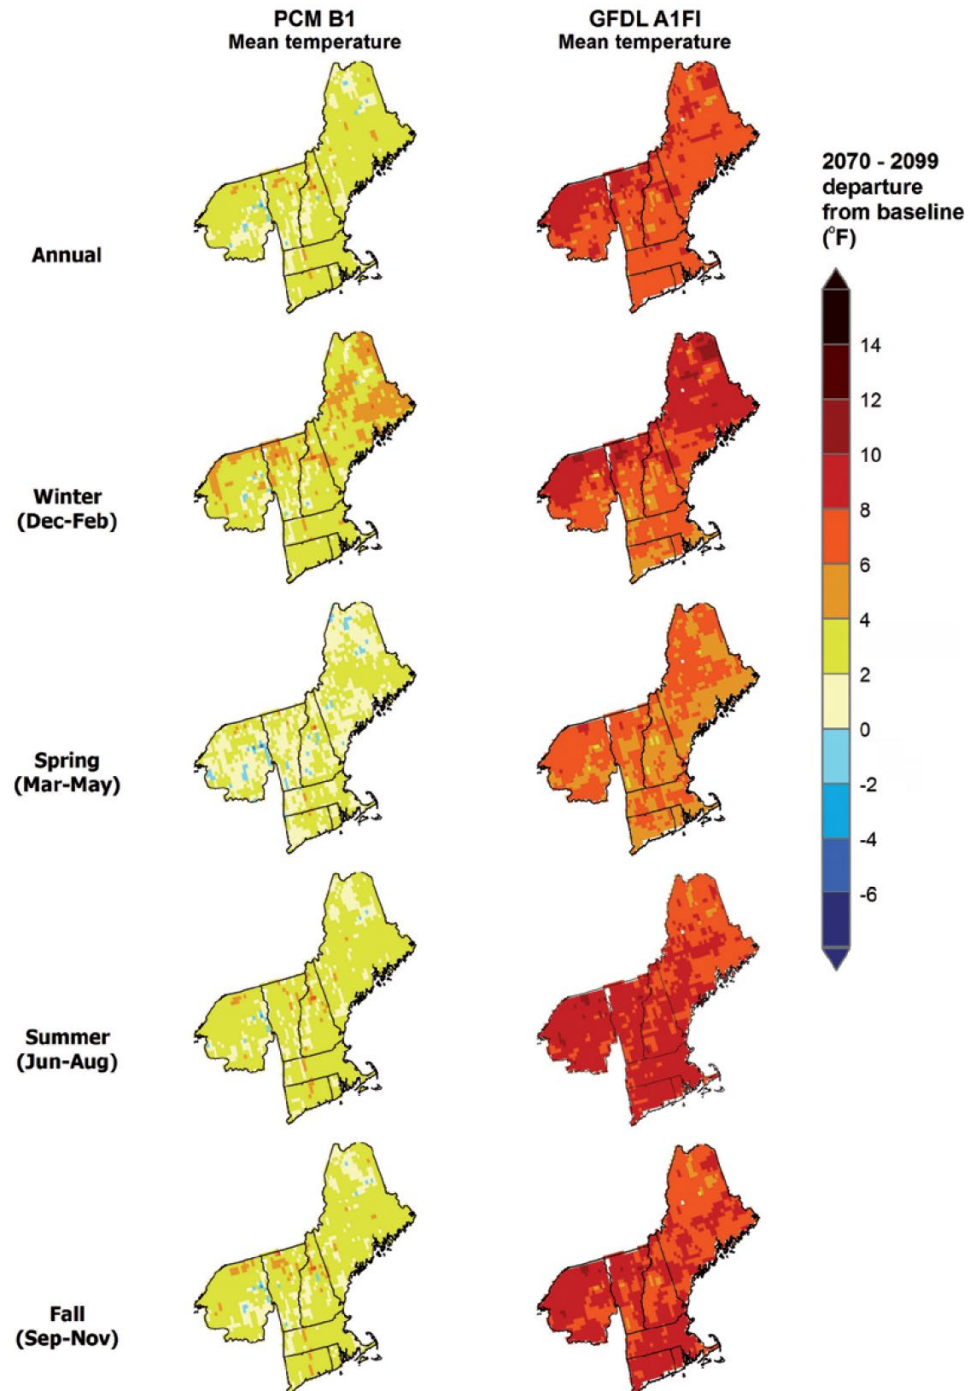 PCM B1
Mean temperature
GFDL A1FI
Mean temperature
2070 - 2099
departure
from baseline
(°F)
Annual
Winter
(Dec-Feb)
Spring
(Mar-May)
Summer
(Jun-Aug)
Fall
(Sep-Nov)
14
12
10
8
6
4
2
0
-2
-4
-6